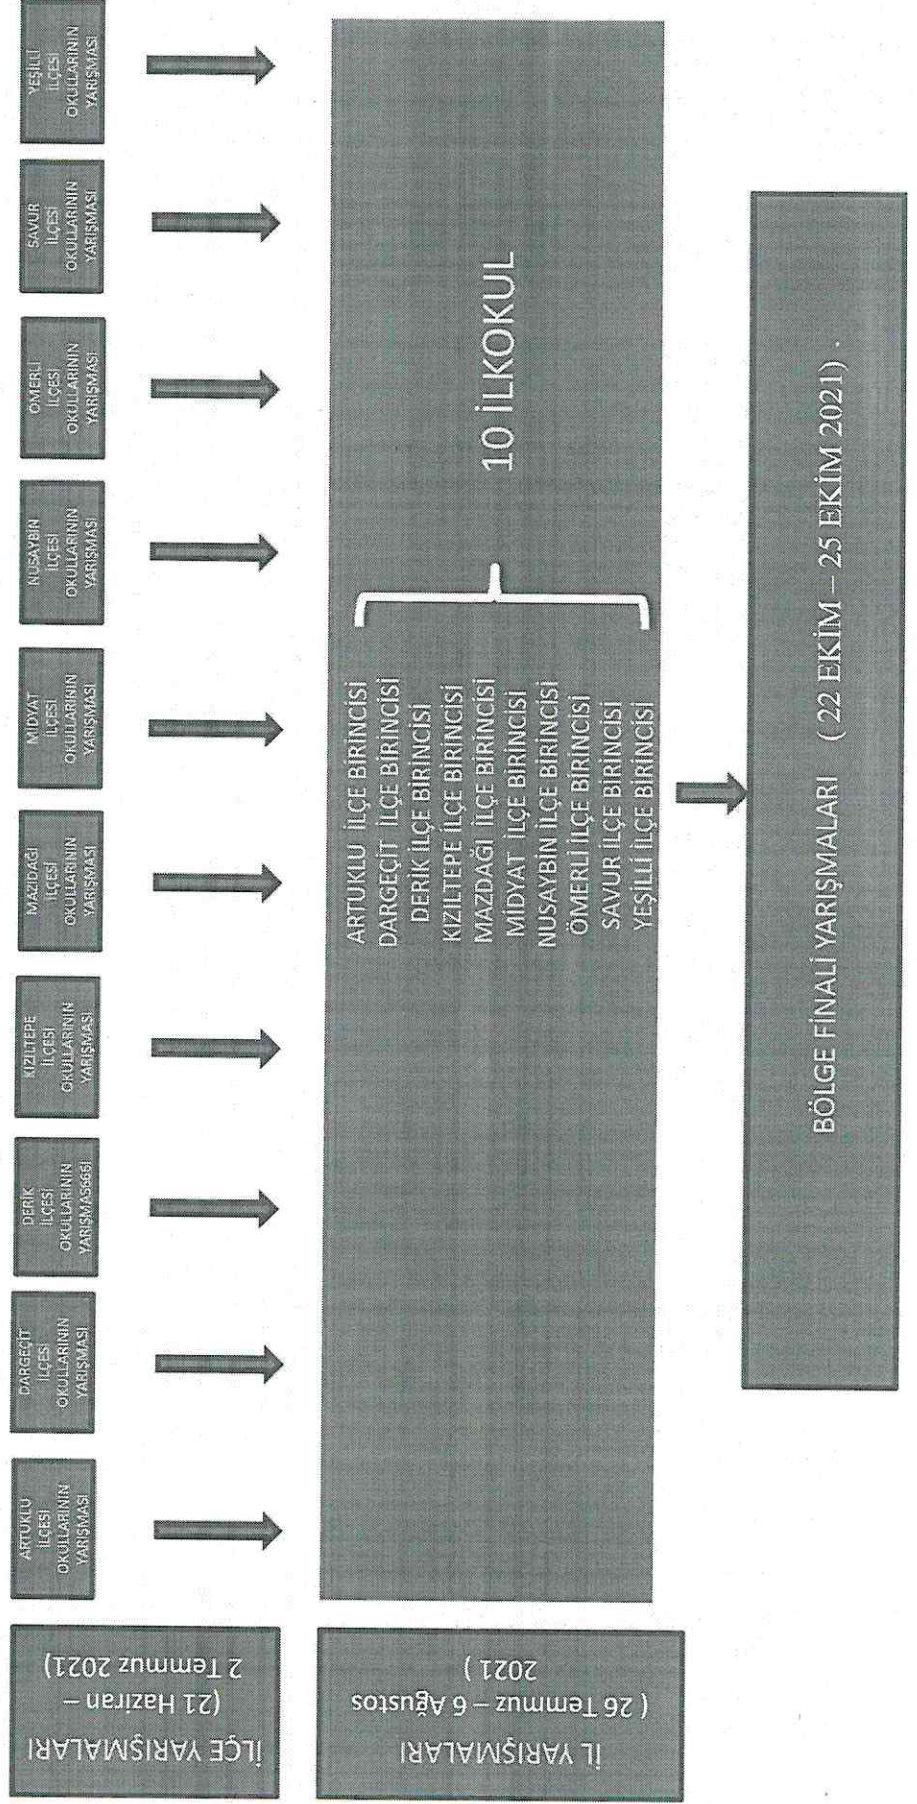 İLÇE YARIŞMALARI
(21 Haziran –
2 Temmuz 2021)
ARTUKLU
İLÇESİ
OKULLARININ
YARIŞMASI
DARGEÇİT
İLÇESİ
OKULLARININ
YARIŞMASI
DERİK
İLÇESİ
OKULLARININ
YARIŞMAS666I
KIZILTEPE
İLÇESİ
OKULLARININ
YARIŞMASI
MAZIDAĞI
İLÇESİ
OKULLARININ
YARIŞMASI
MİDYAT
İLÇESİ
OKULLARININ
YARIŞMASI
NUSAYBİN
İLÇESİ
OKULLARININ
YARIŞMASI
ÖMERLİ
İLÇESİ
OKULLARININ
YARIŞMASI
SAVUR
İLÇESİ
OKULLARININ
YARIŞMASI
YEŞİLLİ
İLÇESİ
OKULLARININ
YARIŞMASI
İL YARIŞMALARI
( 26 Temmuz – 6 Ağustos
2021 )
ARTUKLU İLÇE BİRİNCİSİ
DARGEÇİT İLÇE BİRİNCİSİ
DERİK İLÇE BİRİNCİSİ
KIZILTEPE İLÇE BİRİNCİSİ
MAZDAĞI İLÇE BİRİNCİSİ
MİDYAT İLÇE BİRİNCİSİ
NUSAYBİN İLÇE BİRİNCİSİ
ÖMERLİ İLÇE BİRİNCİSİ
SAVUR İLÇE BİRİNCİSİ
YEŞİLLİ İLÇE BİRİNCİSİ
10 İLKOKUL
BÖLGE FİNALİ YARIŞMALARI ( 22 EKİM – 25 EKİM 2021) .